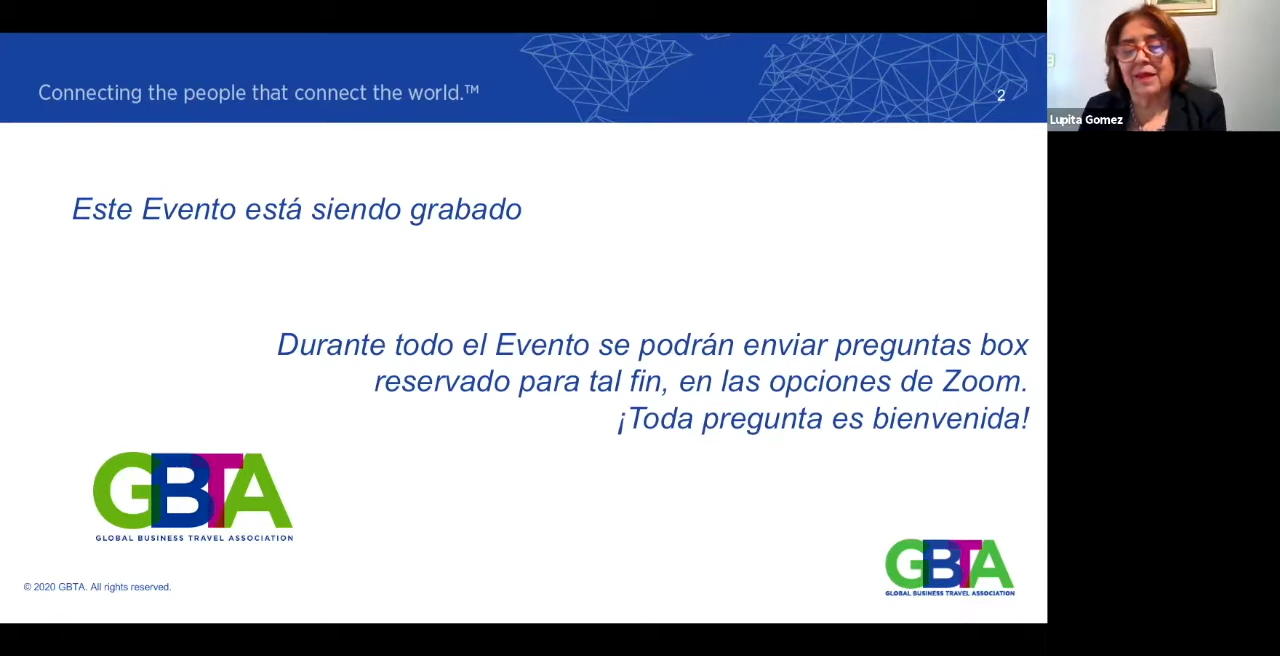 Connecting the people that connect the world.™
2
Lupita Gomez
Este Evento está siendo grabado
Durante todo el Evento se podrán enviar preguntas box
reservado para tal fin, en las opciones de Zoom.
¡Toda pregunta es bienvenida!
GBTA
GLOBAL BUSINESS TRAVEL ASSOCIATION
GBTA
GLOBAL BUSINESS TRAVEL ASSOCIATION
© 2020 GBTA. All rights reserved.